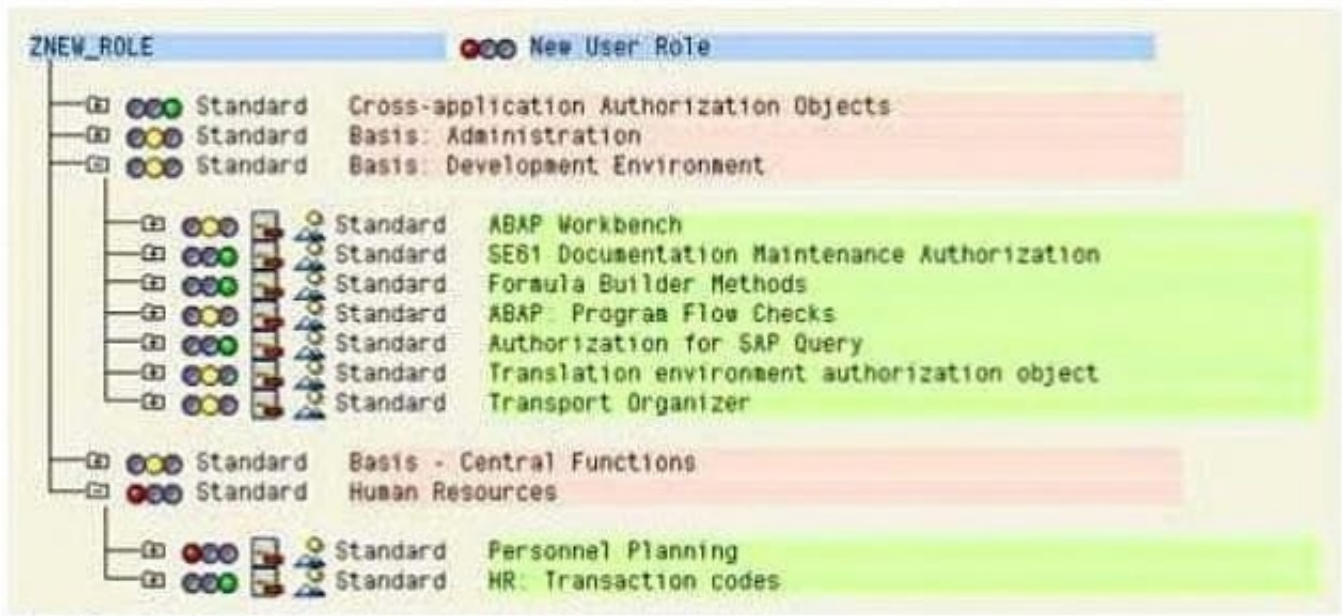 ZNEW_ROLE New User Role
Standard Cross-application Authorization Objects
Standard Basis: Administration
Standard Basis: Development Environment
Standard ABAP Workbench
Standard SE61 Documentation Maintenance Authorization
Standard Formula Builder Methods
Standard ABAP: Program Flow Checks
Standard Authorization for SAP Query
Standard Translation environment authorization object
Standard Transport Organizer
Standard Basis - Central Functions
Standard Human Resources
Standard Personnel Planning
Standard HR: Transaction codes